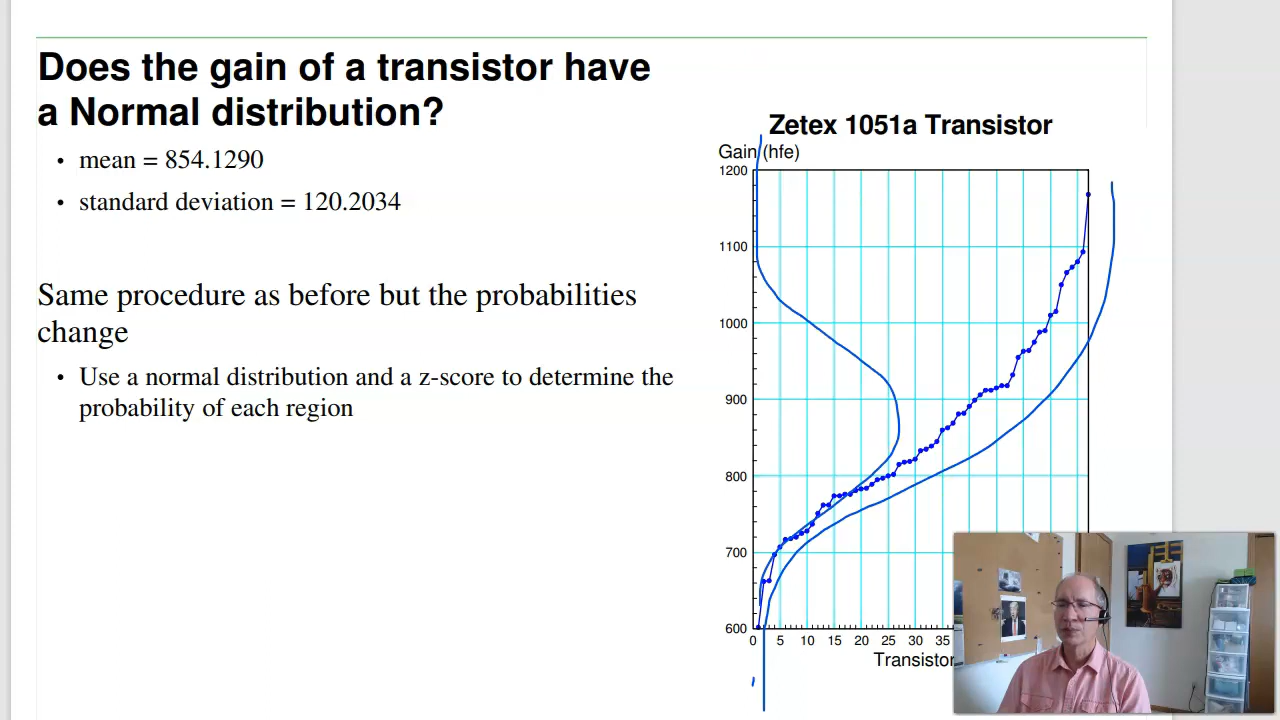 Does the gain of a transistor have
a Normal distribution?
• mean = 854.1290
• standard deviation = 120.2034
Same procedure as before but the probabilities
change
• Use a normal distribution and a z-score to determine the
probability of each region
Zetex 1051a Transistor
Gain (hfe)
1200
1100
1000
900
800
700
600
0 5 10 15 20 25 30 35
Transistor